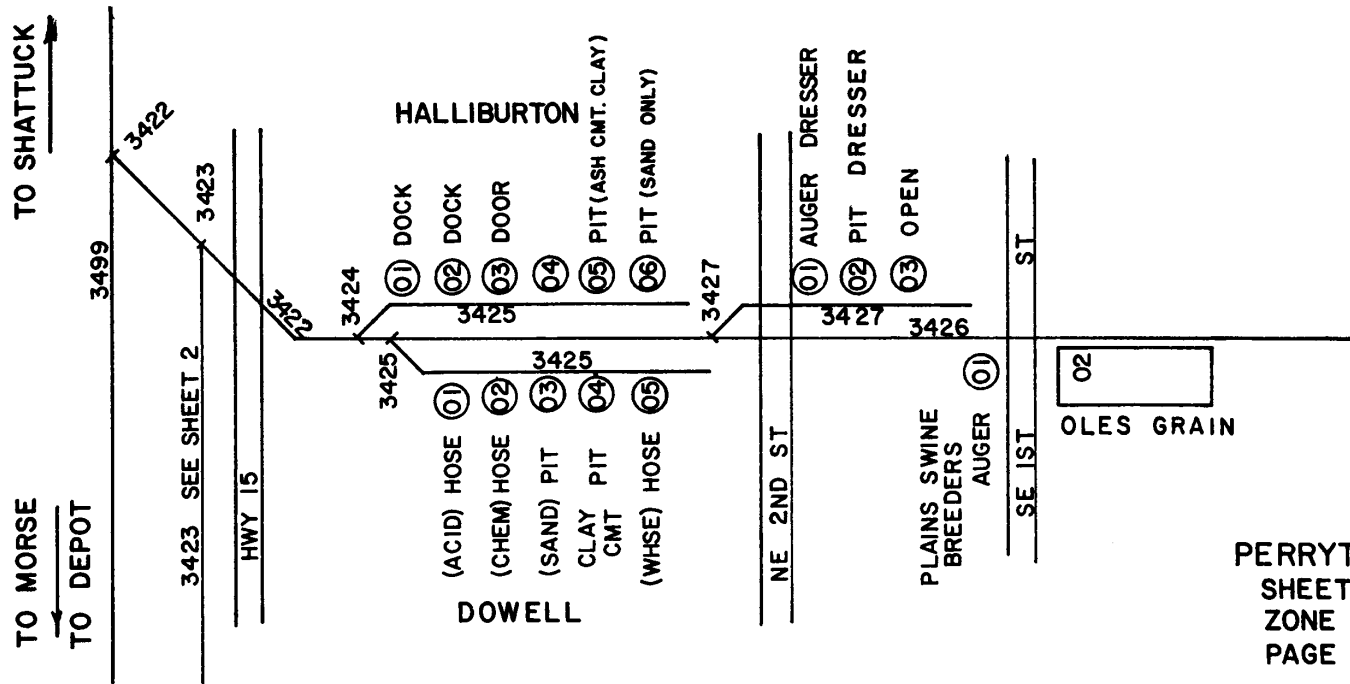 TO SHATTUCK
3422
3499
3423
3423 SEE SHEET 2
TO MORSE
TO DEPOT
HWY 15
3422
HALLIBURTON
3424
01 DOCK
02 DOCK
03 DOOR
04
05 PIT (ASH CMT. CLAY)
06 PIT (SAND ONLY)
3425
3425
3425
(ACID) HOSE 01
(CHEM) HOSE 02
(SAND) PIT 03
CLAY PIT 04
CMT
(WHSE) HOSE 05
DOWELL
3427
NE 2ND ST
01 AUGER DRESSER
02 PIT DRESSER
03 OPEN
3427
3426
PLAINS SWINE
BREEDERS
AUGER 01
SE 1ST ST
02
OLES GRAIN
PERRYT
SHEET
ZONE
PAGE